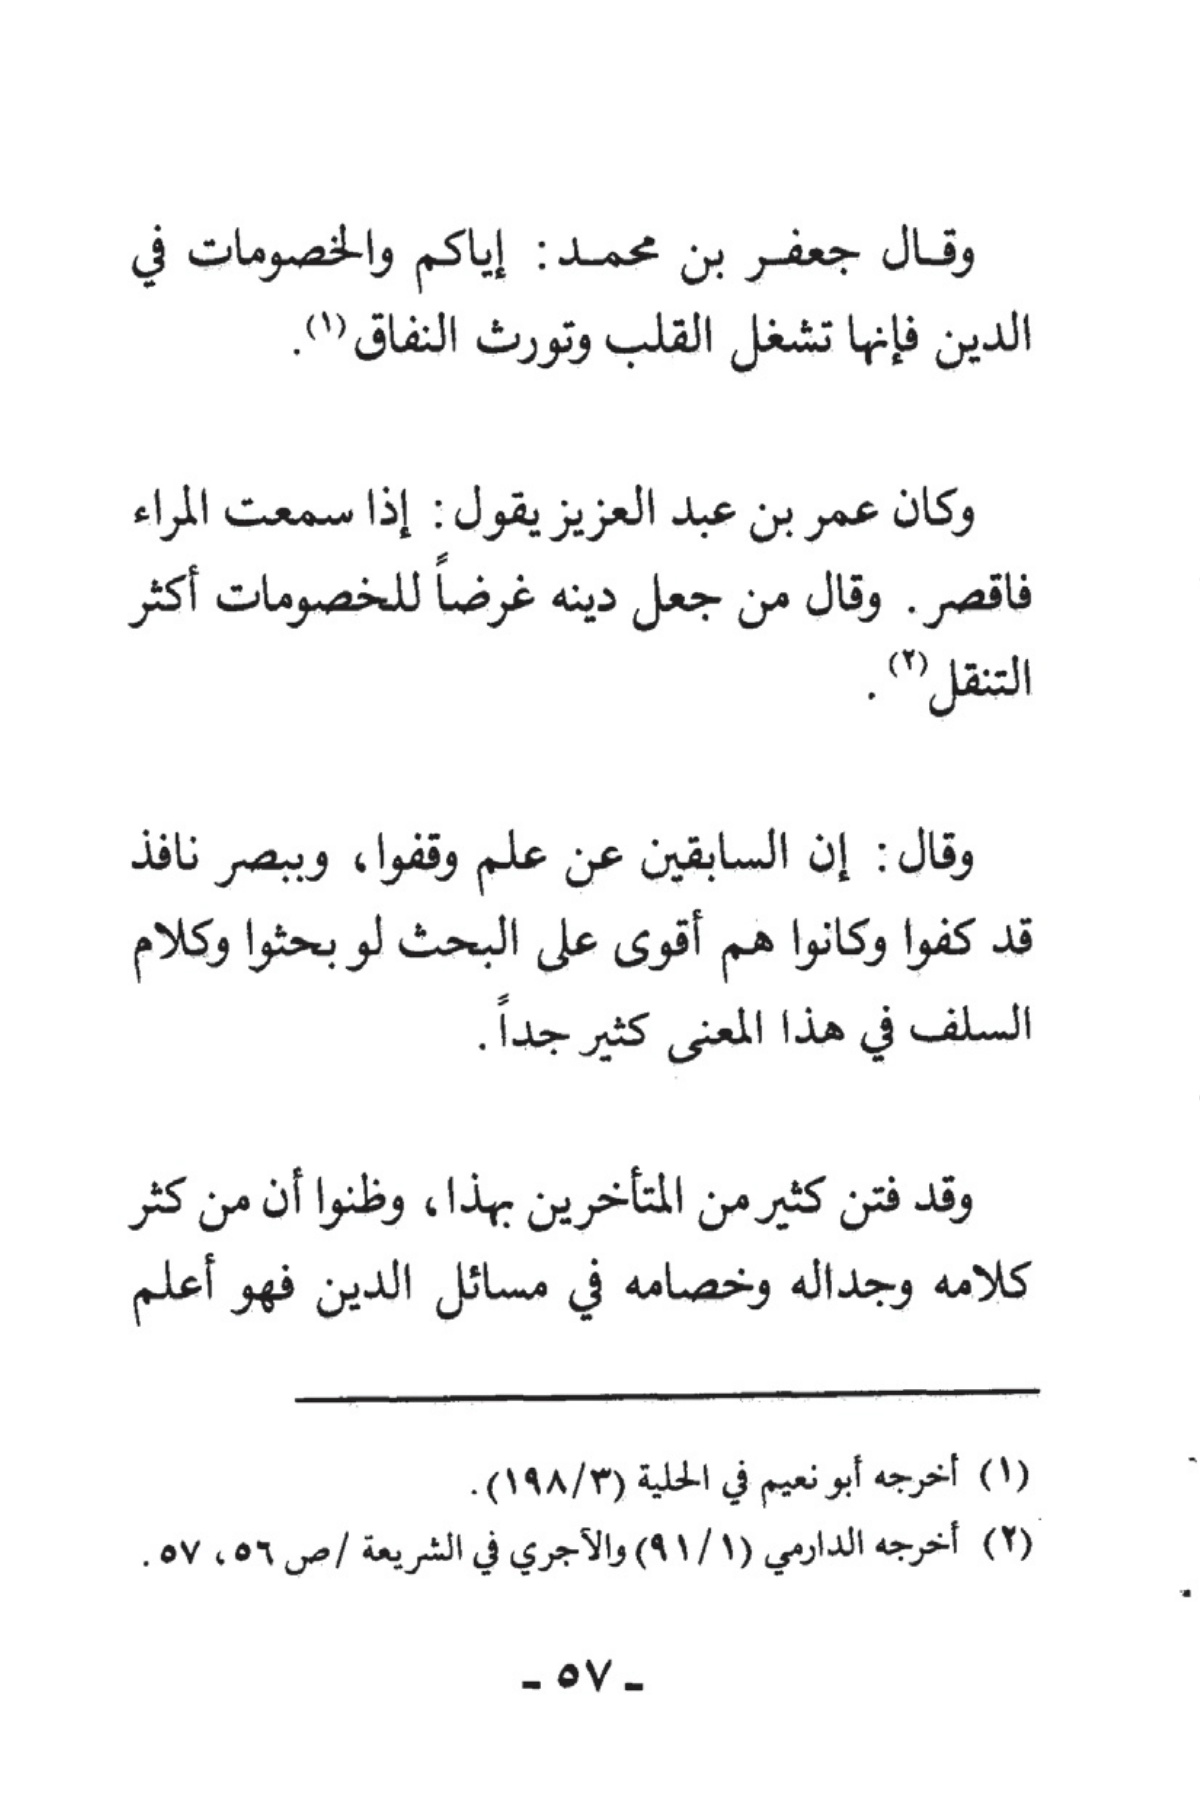 وقال جعفر بن محمد: إياكم والخصومات في
الدين فإنها تشغل القلب وتورث النفاق(١).
وكان عمر بن عبد العزيز يقول: إذا سمعت المراء
فاقصر. وقال من جعل دينه غرضاً للخصومات أكثر
التنقل(٢).
وقال: إن السابقين عن علم وقفوا، وببصر نافذ
قد كفوا وكانوا هم أقوى على البحث لو بحثوا وكلام
السلف في هذا المعنى كثير جداً.
وقد فتن كثير من المتأخرين بهذا، وظنوا أن من كثر
كلامه وجداله وخصامه في مسائل الدين فهو أعلم
(١) أخرجه أبو نعيم في الحلية (١٩٨/٣).
(٢) أخرجه الدارمي (٩١/١) والآجري في الشريعة /ص ٥٦، ٥٧.
ـ ٥٧ ـ